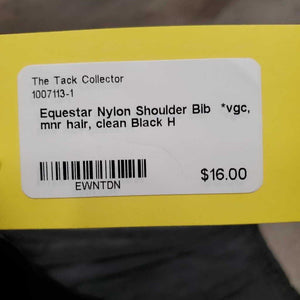 The Tack Collector
1007113-1
Equestar Nylon Shoulder Bib *vgc,
mnr hair, clean Black H
EWNTDN
$16.00